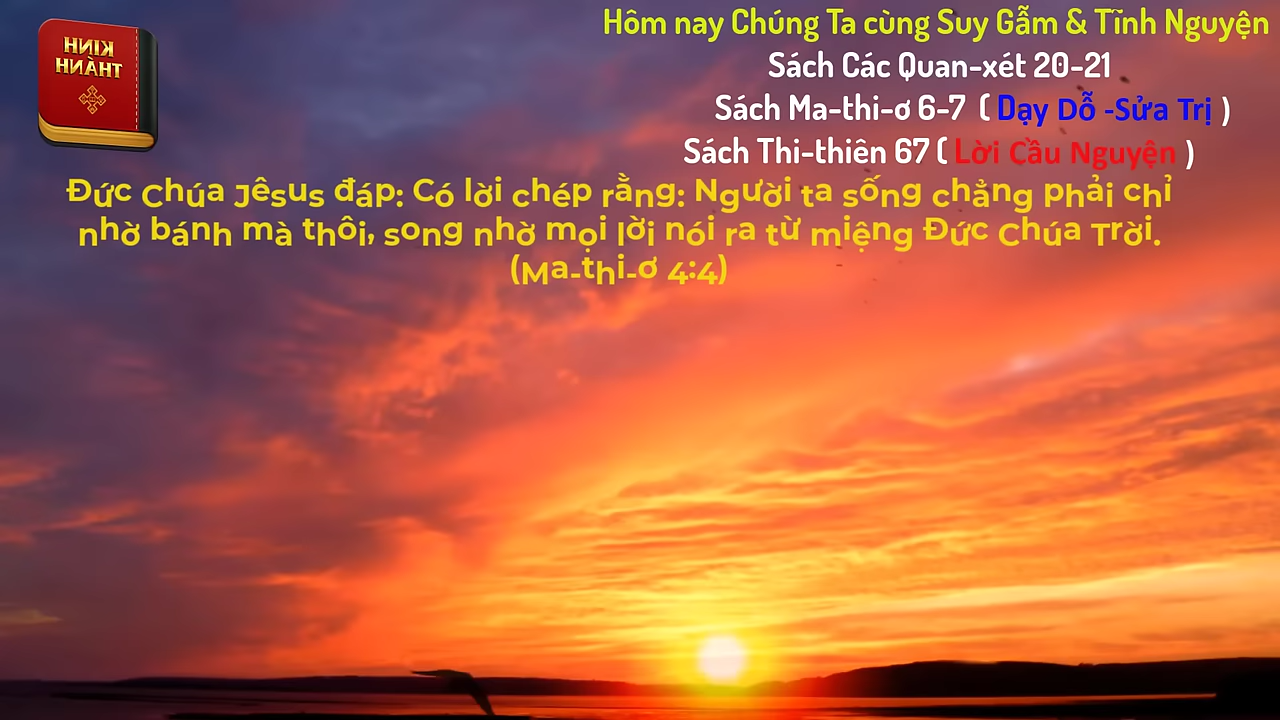 KINH
THÀNH
Hôm nay Chúng Ta cùng Suy Gẫm & Tĩnh Nguyện
Sách Các Quan-xét 20-21
Sách Ma-thi-ơ 6-7 ( Dạy Dỗ -Sửa Trị )
Sách Thi-thiên 67 ( Lời Cầu Nguyện )
Đức Chúa Jêsus đáp: Có lời chép rằng: Người ta sống chẳng phải chỉ
nhờ bánh mà thôi, song nhờ mọi lời nói ra từ miệng Đức Chúa Trời.
(Ma-thi-ơ 4:4)